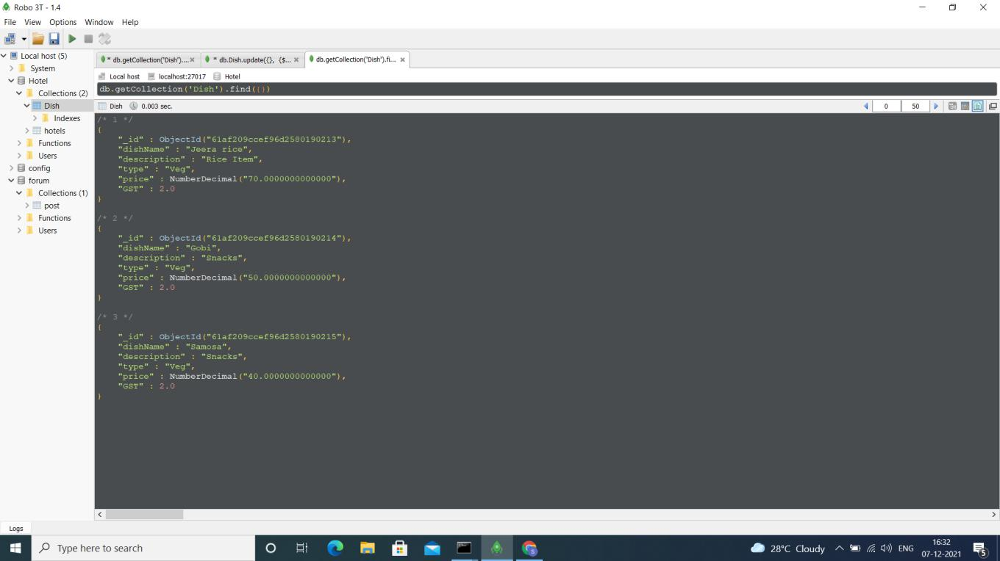 Robo 3T - 1.4
File View Options Window Help
Local host (5)
System
Hotel
Collections (2)
Dish
Indexes
hotels
Functions
Users
config
forum
Collections (1)
post
Functions
Users
* db.getCollection('Dish')....
* db.Dish.update({}, {$...
db.getCollection('Dish').fi...
Local host localhost:27017 Hotel
db.getCollection('Dish').find({})
Dish 0.003 sec. 0 50
/* 1 */
{
"_id" : ObjectId("61af209ccef96d2580190213"),
"dishName" : "Jeera rice",
"description" : "Rice Item",
"type" : "Veg",
"price" : NumberDecimal("70.0000000000000"),
"GST" : 2.0
}
/* 2 */
{
"_id" : ObjectId("61af209ccef96d2580190214"),
"dishName" : "Gobi",
"description" : "Snacks",
"type" : "Veg",
"price" : NumberDecimal("50.0000000000000"),
"GST" : 2.0
}
/* 3 */
{
"_id" : ObjectId("61af209ccef96d2580190215"),
"dishName" : "Samosa",
"description" : "Snacks",
"type" : "Veg",
"price" : NumberDecimal("40.0000000000000"),
"GST" : 2.0
}
Logs
Type here to search
28°C Cloudy
ENG
16:32
07-12-2021
5